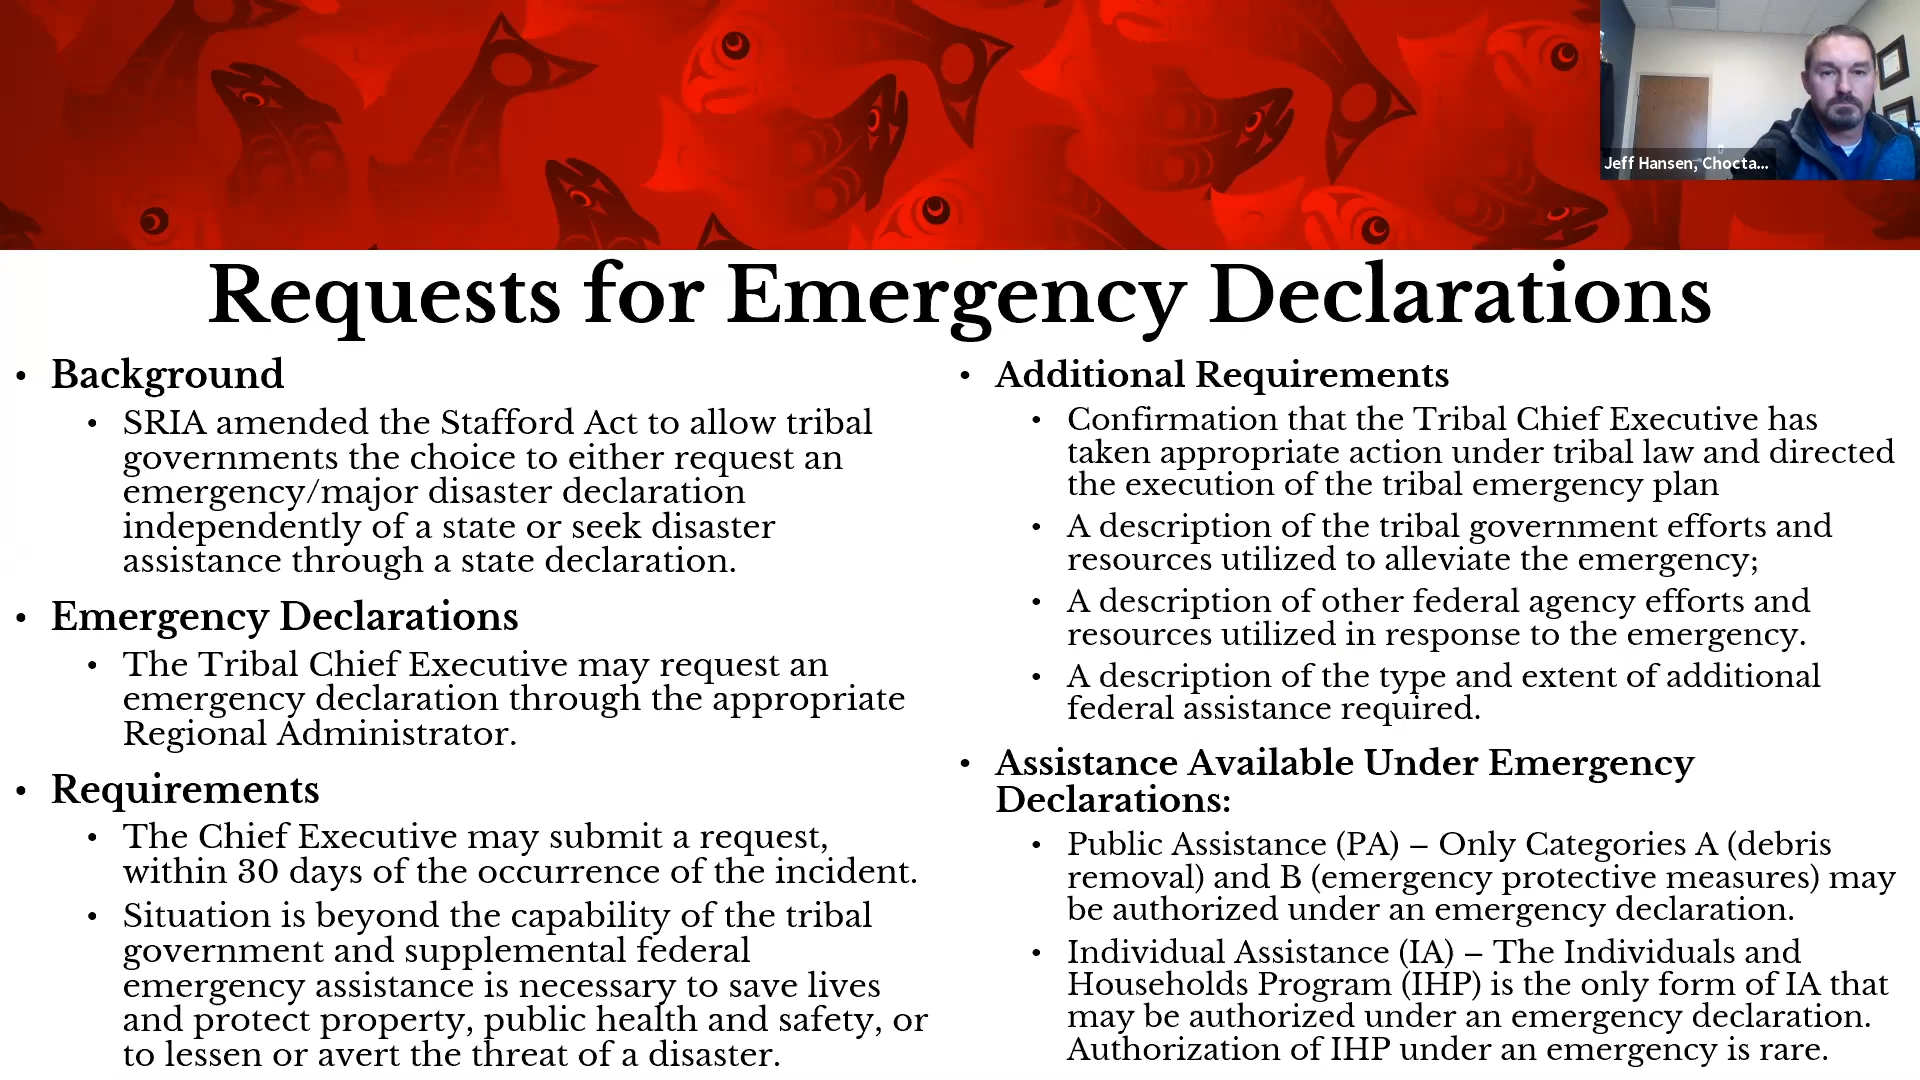 Jeff Hansen, Chocta...
Requests for Emergency Declarations
• Background
• SRIA amended the Stafford Act to allow tribal
governments the choice to either request an
emergency/major disaster declaration
independently of a state or seek disaster
assistance through a state declaration.
• Emergency Declarations
• The Tribal Chief Executive may request an
emergency declaration through the appropriate
Regional Administrator.
• Requirements
• The Chief Executive may submit a request,
within 30 days of the occurrence of the incident.
• Situation is beyond the capability of the tribal
government and supplemental federal
emergency assistance is necessary to save lives
and protect property, public health and safety, or
to lessen or avert the threat of a disaster.
• Additional Requirements
• Confirmation that the Tribal Chief Executive has
taken appropriate action under tribal law and directed
the execution of the tribal emergency plan
• A description of the tribal government efforts and
resources utilized to alleviate the emergency;
• A description of other federal agency efforts and
resources utilized in response to the emergency.
• A description of the type and extent of additional
federal assistance required.
• Assistance Available Under Emergency
Declarations:
• Public Assistance (PA) – Only Categories A (debris
removal) and B (emergency protective measures) may
be authorized under an emergency declaration.
• Individual Assistance (IA) – The Individuals and
Households Program (IHP) is the only form of IA that
may be authorized under an emergency declaration.
Authorization of IHP under an emergency is rare.